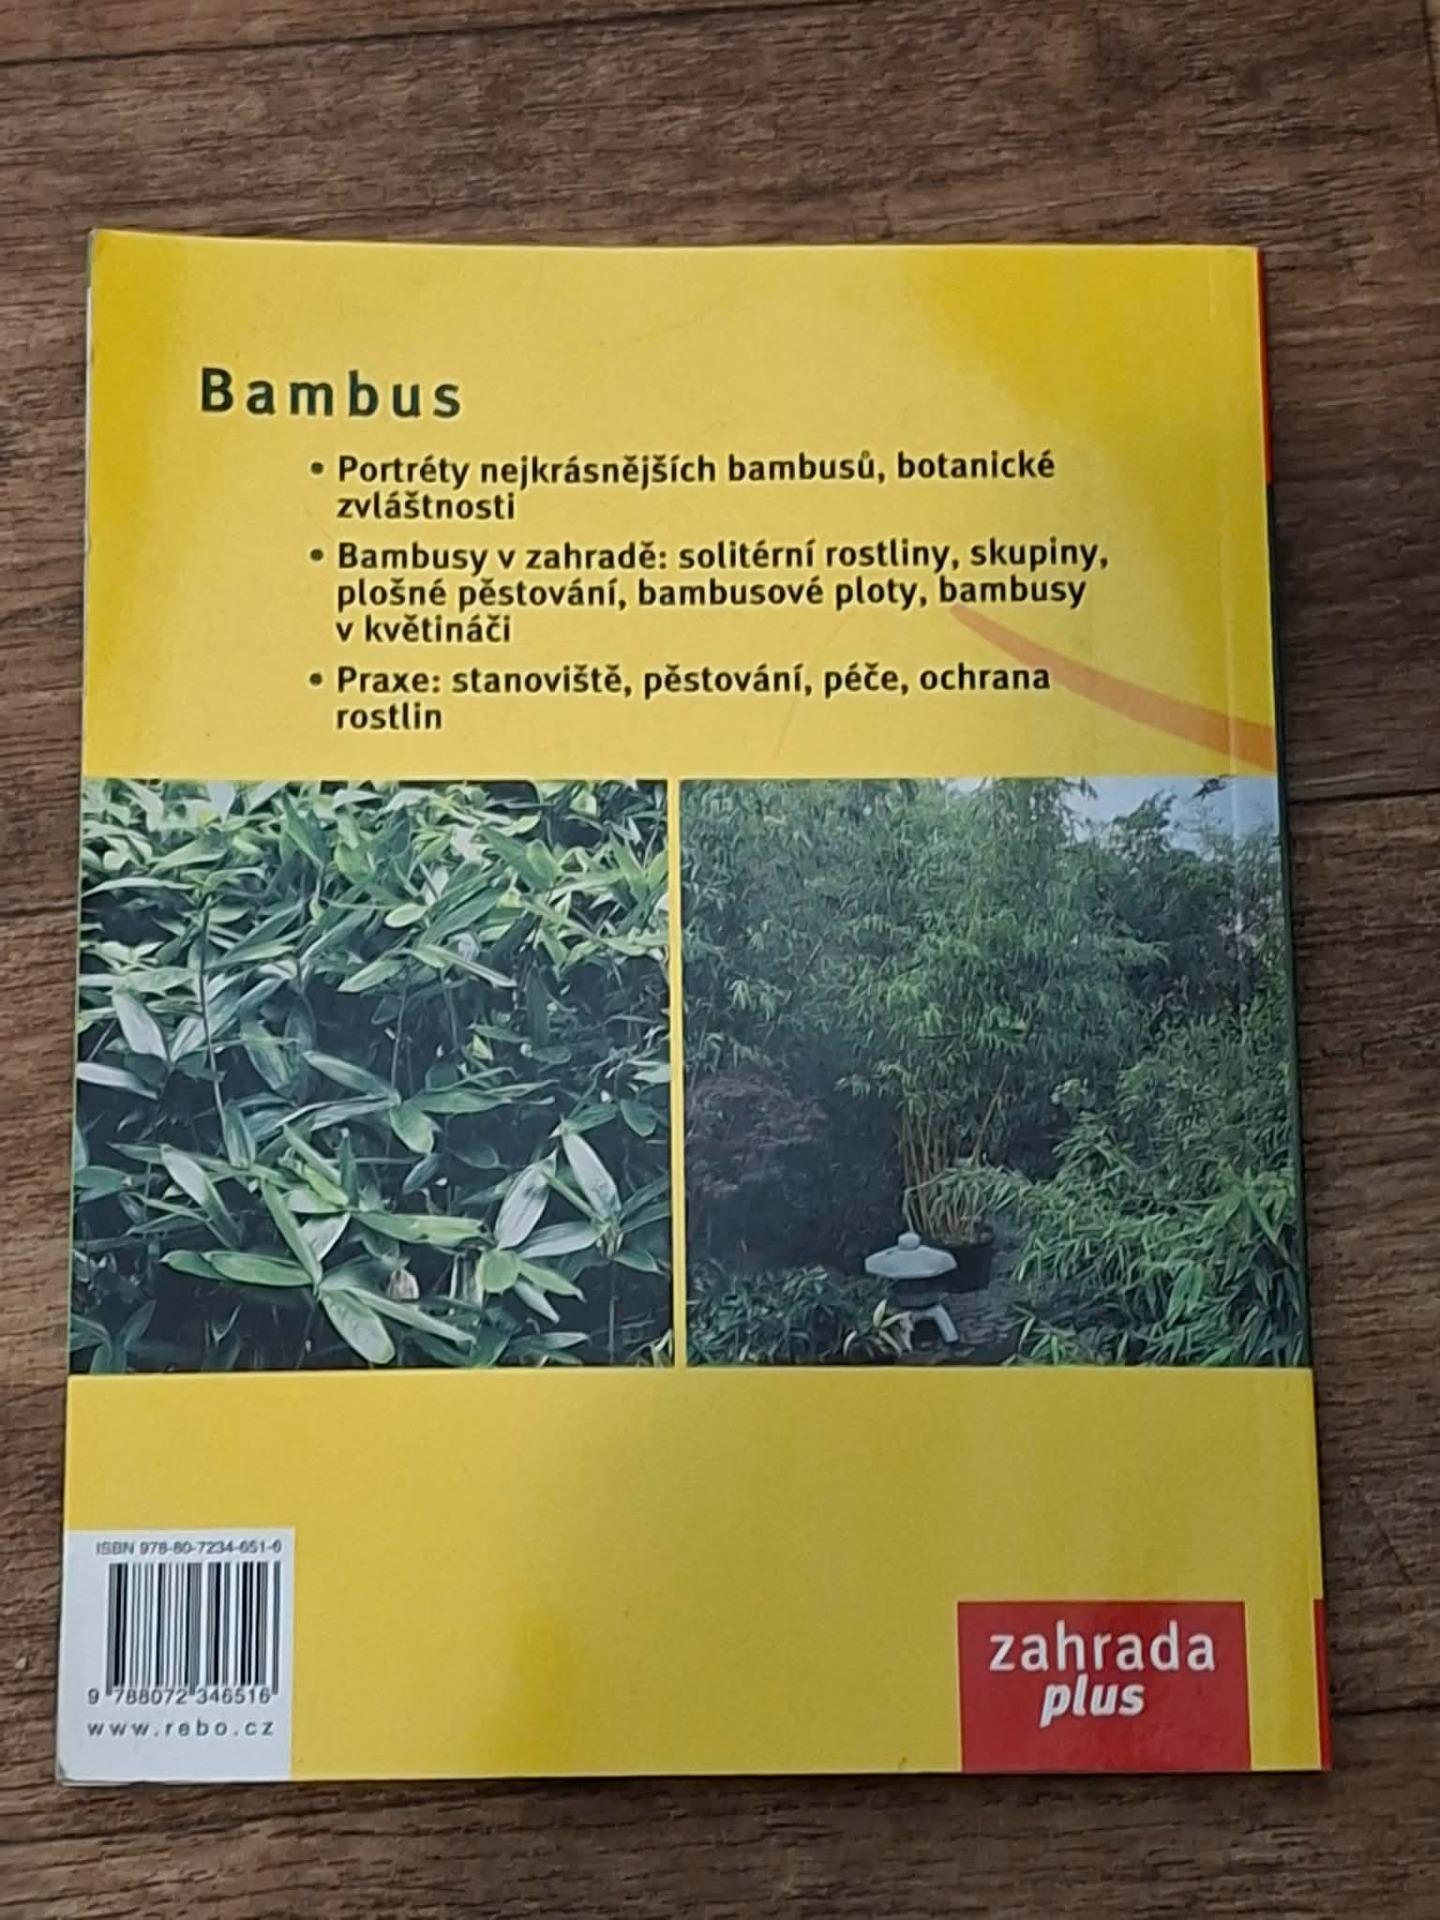 Bambus
• Portréty nejkrásnějších bambusů, botanické
zvláštnosti
• Bambusy v zahradě: solitérní rostliny, skupiny,
plošné pěstování, bambusové ploty, bambusy
v květináči
• Praxe: stanoviště, pěstování, péče, ochrana
rostlin
ISBN 978-80-7234-651-6
9 788072 346516
www.rebo.cz
zahrada
plus